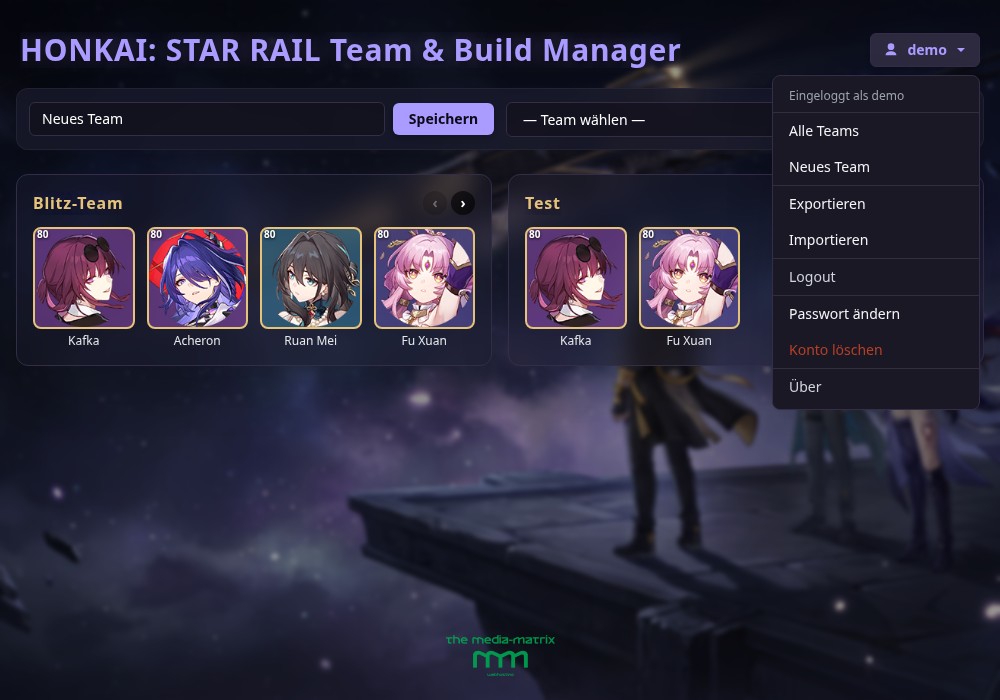 HONKAI: STAR RAIL Team & Build Manager
demo
Eingeloggt als demo
Alle Teams
Neues Team
Exportieren
Importieren
Logout
Passwort ändern
Konto löschen
Über
Neues Team
Speichern
— Team wählen —
Blitz-Team
80
80
80
80
Kafka
Acheron
Ruan Mei
Fu Xuan
Test
80
80
Kafka
Fu Xuan
the media-matrix